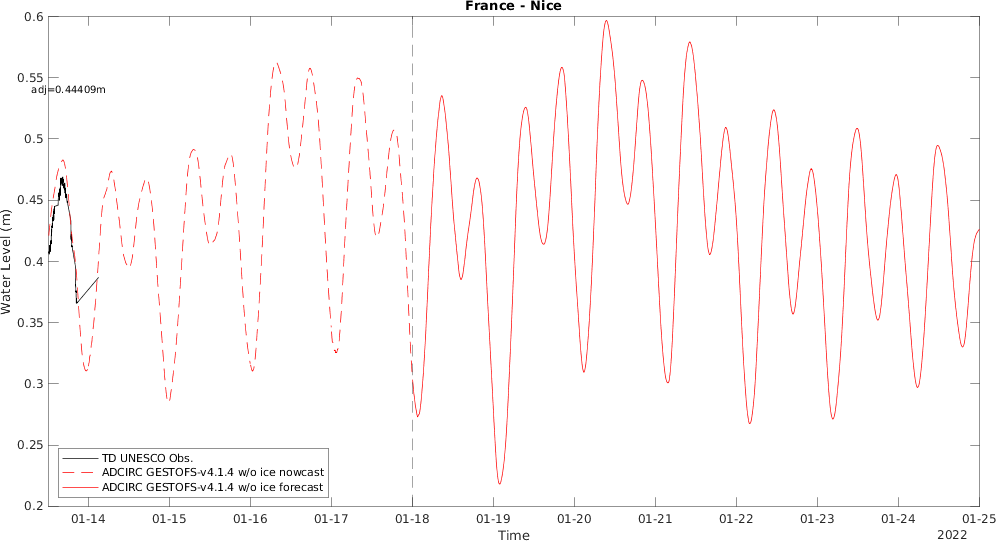 France - Nice
adj=0.44409m
Water Level (m)
0.6
0.55
0.5
0.45
0.4
0.35
0.3
0.25
0.2
TD UNESCO Obs.
ADCIRC GESTOFS-v4.1.4 w/o ice nowcast
ADCIRC GESTOFS-v4.1.4 w/o ice forecast
01-14 01-15 01-16 01-17 01-18 01-19 01-20 01-21 01-22 01-23 01-24 01-25
Time
2022